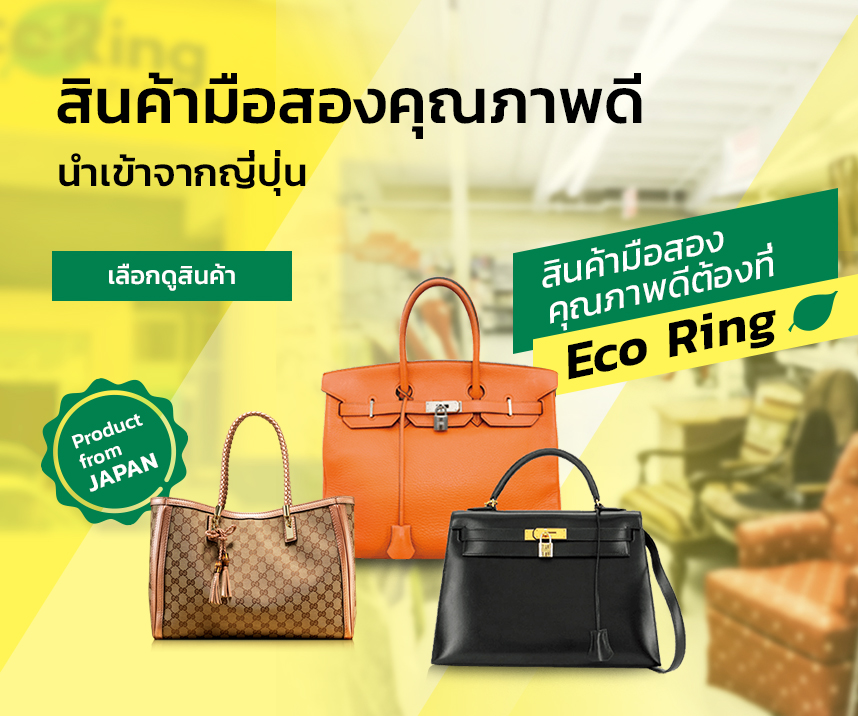 Eco Ring
สินค้ามือสองคุณภาพดี
นำเข้าจากญี่ปุ่น
เลือกดูสินค้า
สินค้ามือสอง
คุณภาพดีต้องที่
Eco Ring
Product
from
JAPAN